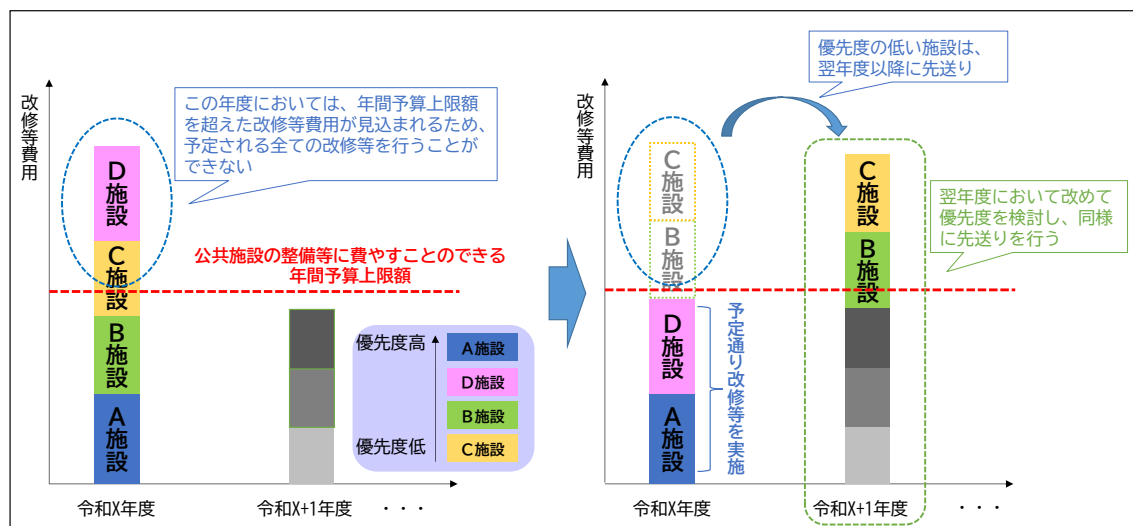 改修等費用
この年度においては、年間予算上限額
を超えた改修等費用が見込まれるため、
予定される全ての改修等を行うことが
できない
D施設
C施設
B施設
A施設
公共施設の整備等に費やすことのできる
年間予算上限額
優先度高
優先度低
A施設
D施設
B施設
C施設
令和X年度
令和X+1年度
・・・
優先度の低い施設は、
翌年度以降に先送り
改修等費用
C施設
B施設
D施設
A施設
予定通り改修等を実施
C施設
B施設
翌年度において改めて
優先度を検討し、同様
に先送りを行う
令和X年度
令和X+1年度
・・・